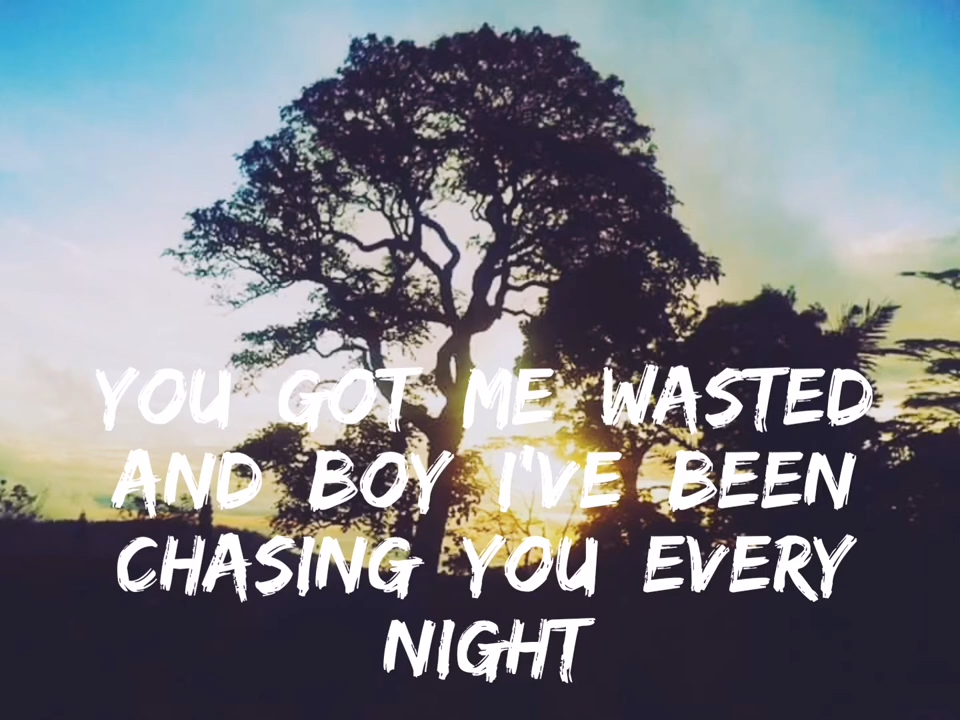 YOU GOT ME WASTED
AND BOY I'VE BEEN
CHASING YOU EVERY
NIGHT